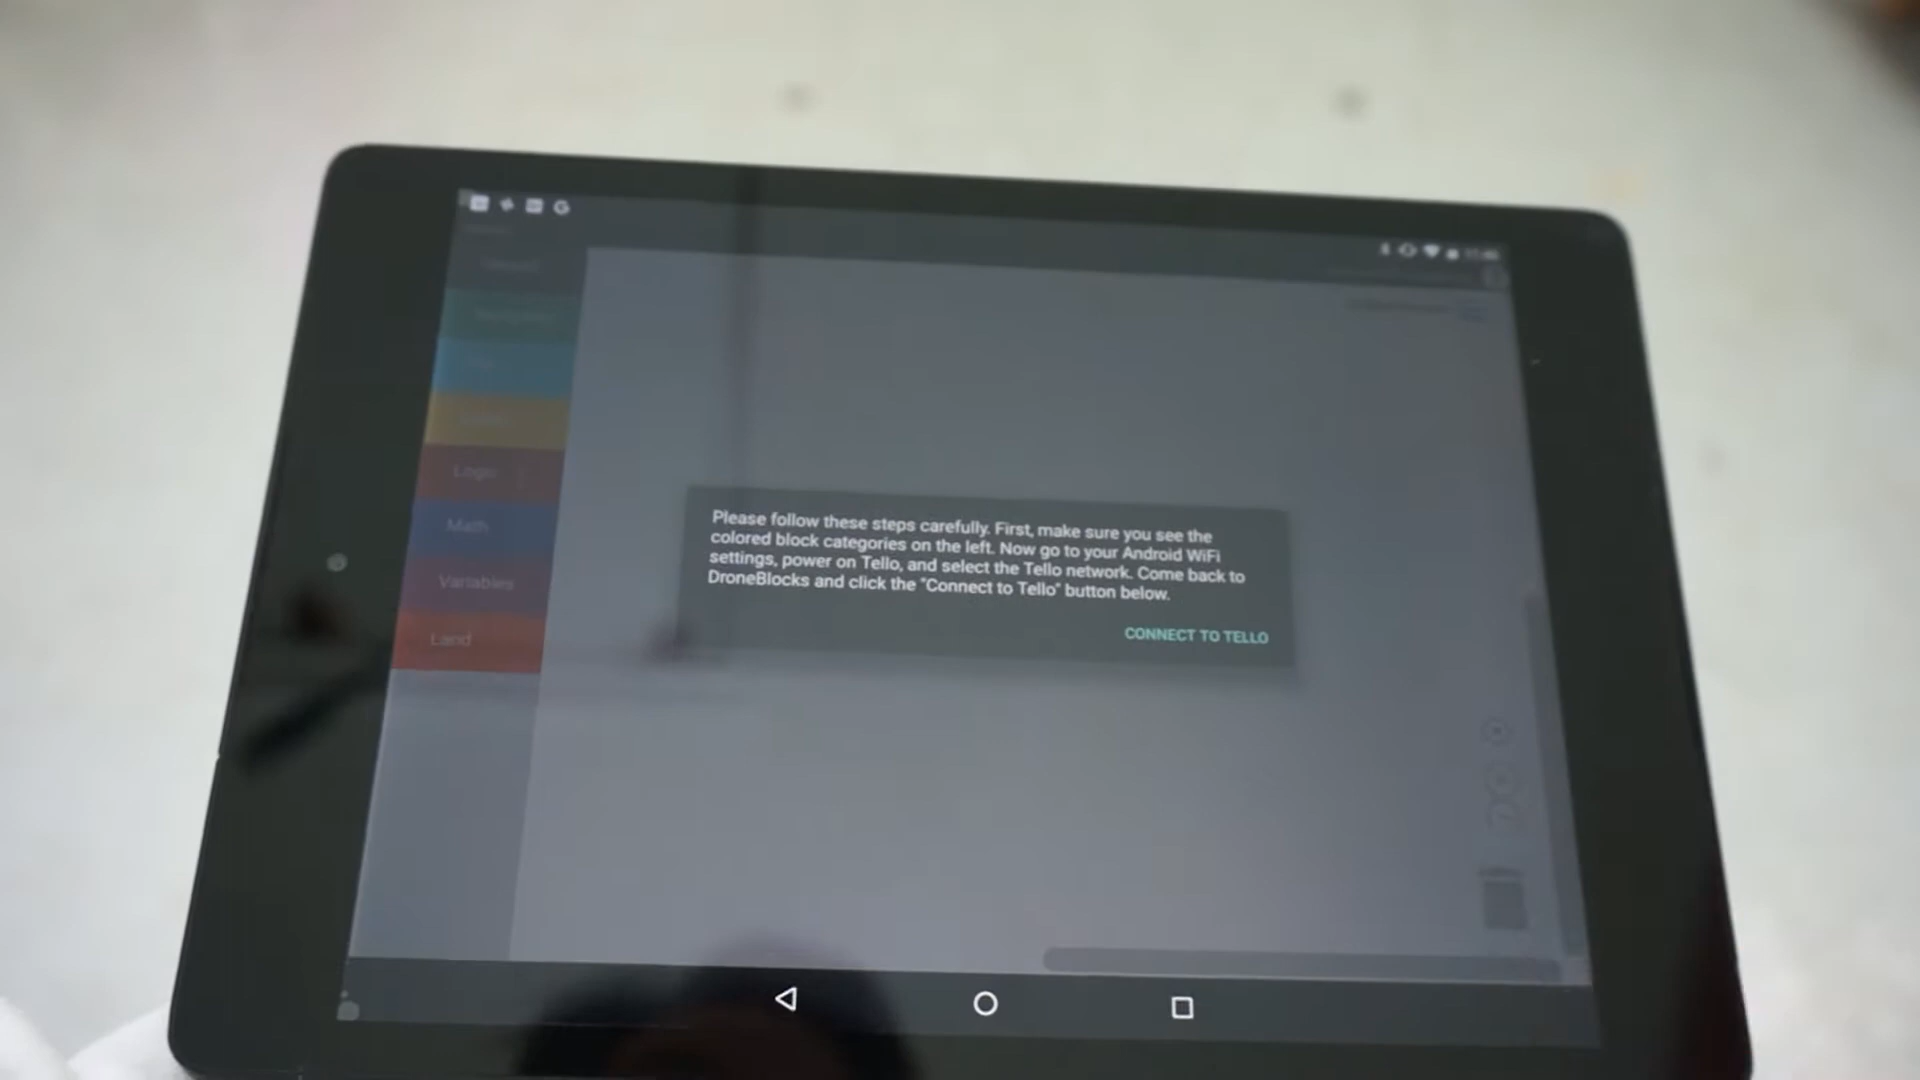 Logic
Math
Variables
Land
Please follow these steps carefully. First, make sure you see the
colored block categories on the left. Now go to your Android WiFi
settings, power on Tello, and select the Tello network. Come back to
DroneBlocks and click the "Connect to Tello" button below.
CONNECT TO TELLO